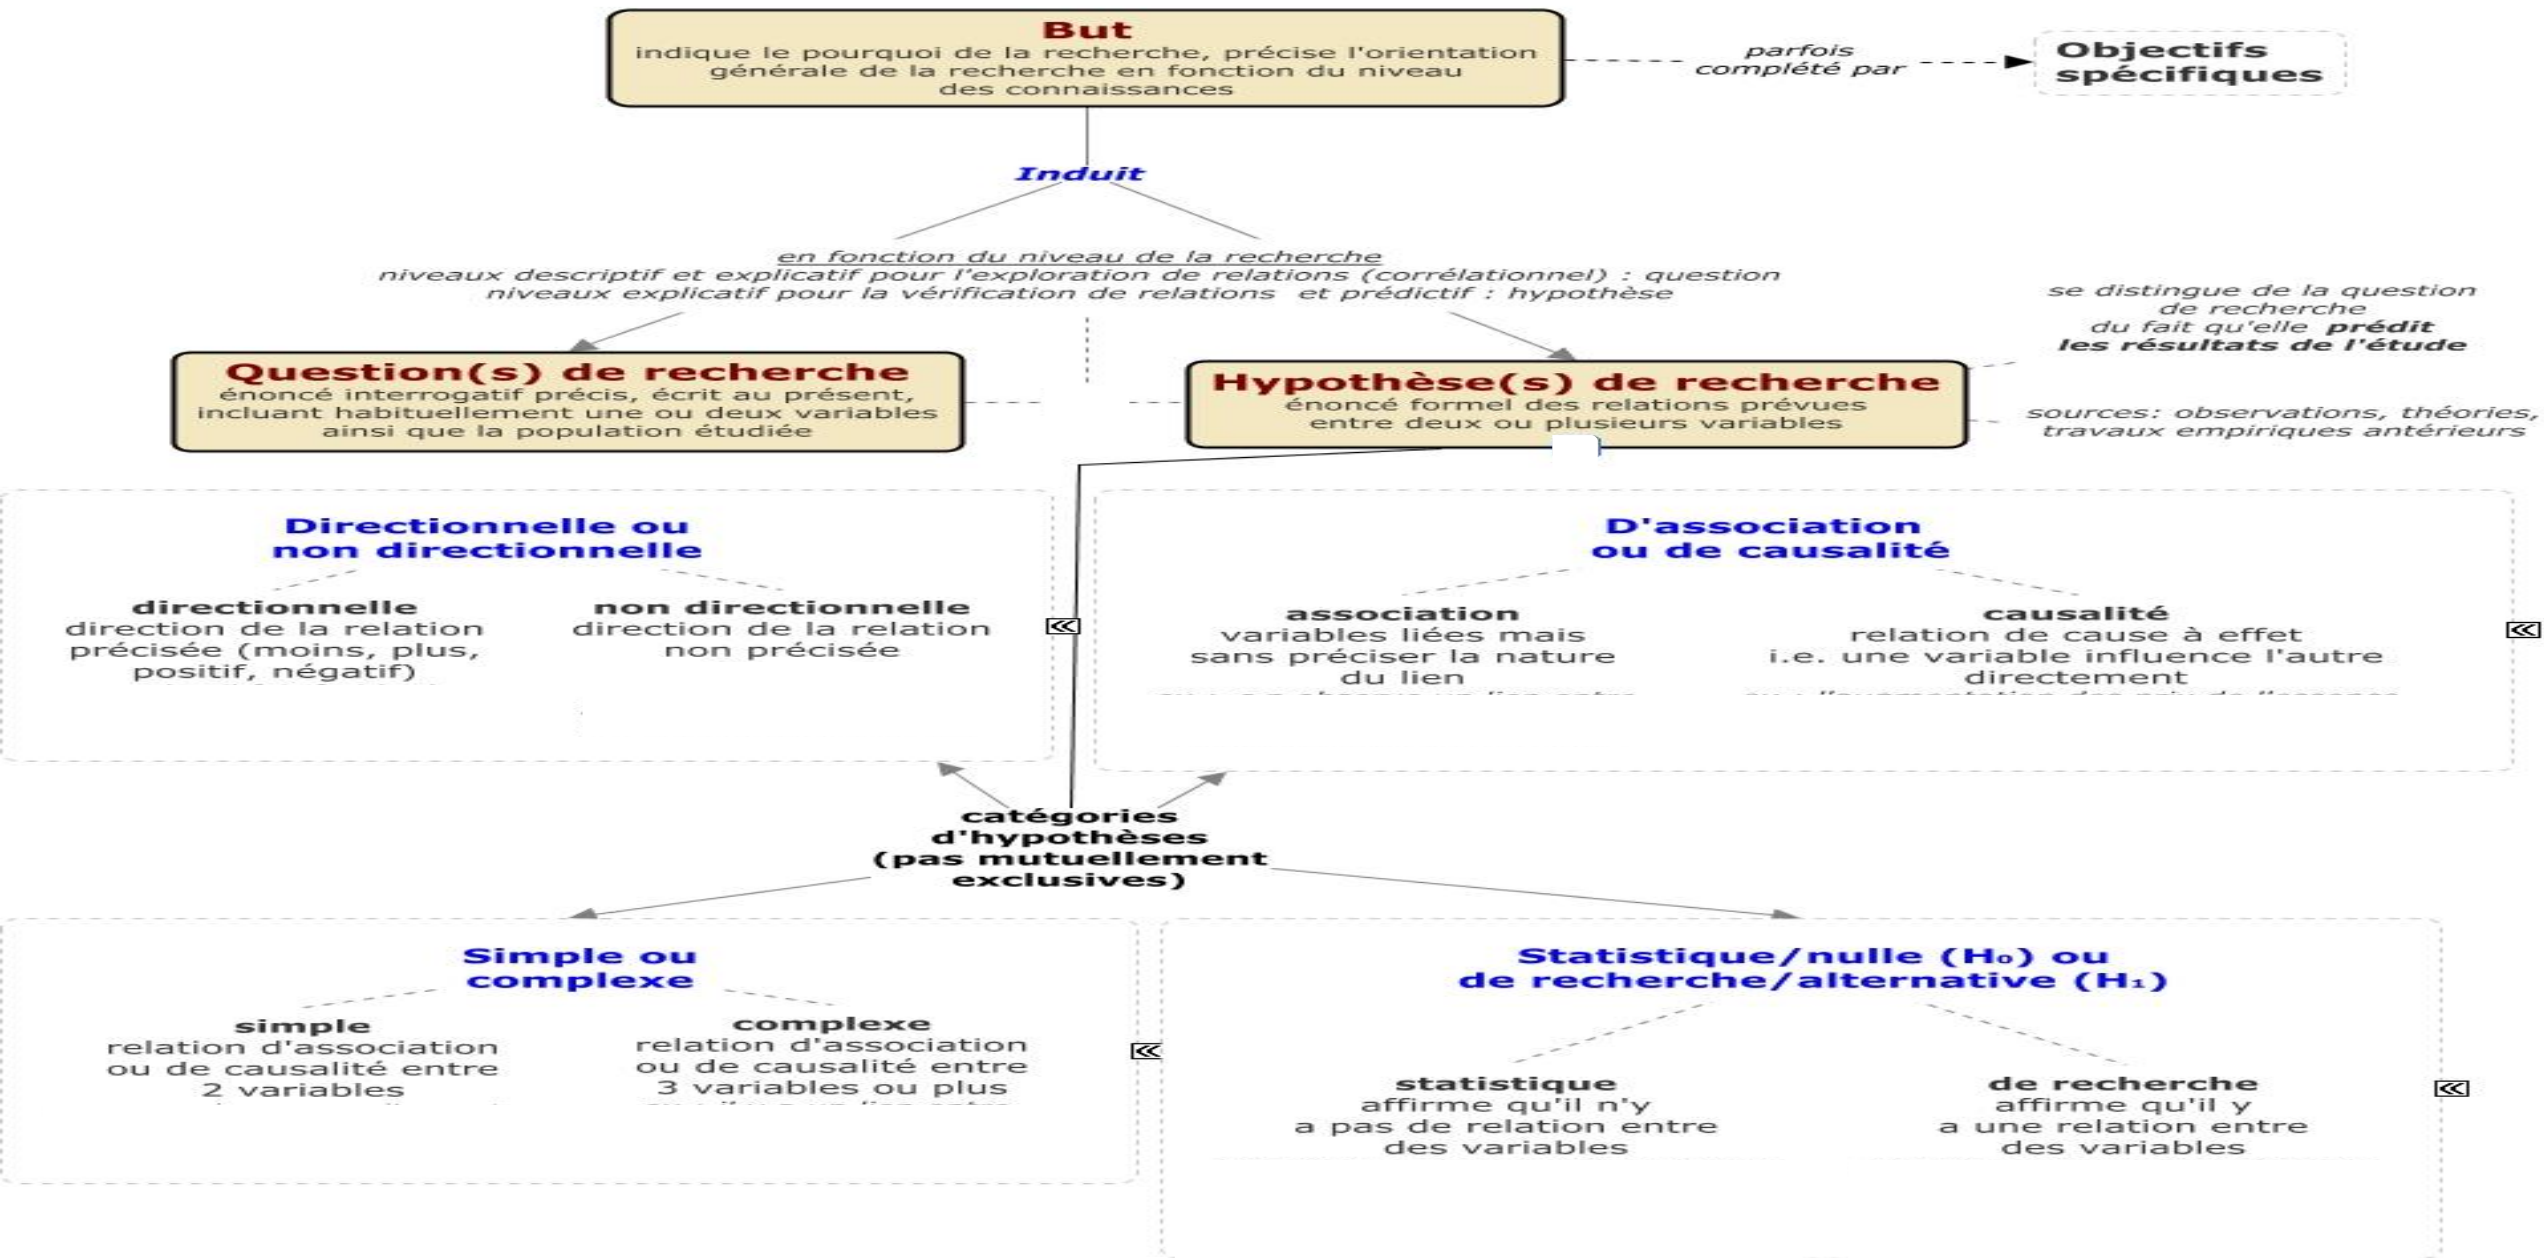 But
indique le pourquoi de la recherche, précise l'orientation
générale de la recherche en fonction du niveau
des connaissances
parfois
complété par
Objectifs
spécifiques
Induit
en fonction du niveau de la recherche
niveaux descriptif et explicatif pour l'exploration de relations (corrélationnel) : question
niveaux explicatif pour la vérification de relations et prédictif : hypothèse
Question(s) de recherche
énoncé interrogatif précis, écrit au présent,
incluant habituellement une ou deux variables
ainsi que la population étudiée
Hypothèse(s) de recherche
énoncé formel des relations prévues
entre deux ou plusieurs variables
se distingue de la question
de recherche
du fait qu'elle prédit
les résultats de l'étude
sources: observations, théories,
travaux empiriques antérieurs
Directionnelle ou
non directionnelle
directionnelle
direction de la relation
précisée (moins, plus,
positif, négatif)
non directionnelle
direction de la relation
non précisée
D'association
ou de causalité
association
variables liées mais
sans préciser la nature
du lien
causalité
relation de cause à effet
i.e. une variable influence l'autre
directement
catégories
d'hypothèses
(pas mutuellement
exclusives)
Simple ou
complexe
simple
relation d'association
ou de causalité entre
2 variables
complexe
relation d'association
ou de causalité entre
3 variables ou plus
Statistique/nulle (H₀) ou
de recherche/alternative (H₁)
statistique
affirme qu'il n'y
a pas de relation entre
des variables
de recherche
affirme qu'il y
a une relation entre
des variables